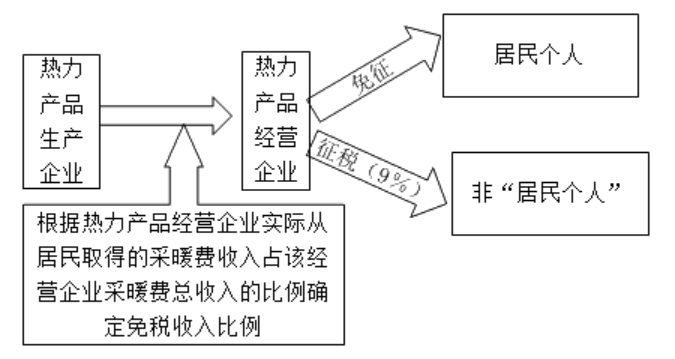 热力
产品
生产
企业
热力
产品
经营
企业
免征
居民个人
征税（9%）
非“居民个人”
根据热力产品经营企业实际从
居民取得的采暖费收入占该经
营企业采暖费总收入的比例确
定免税收入比例